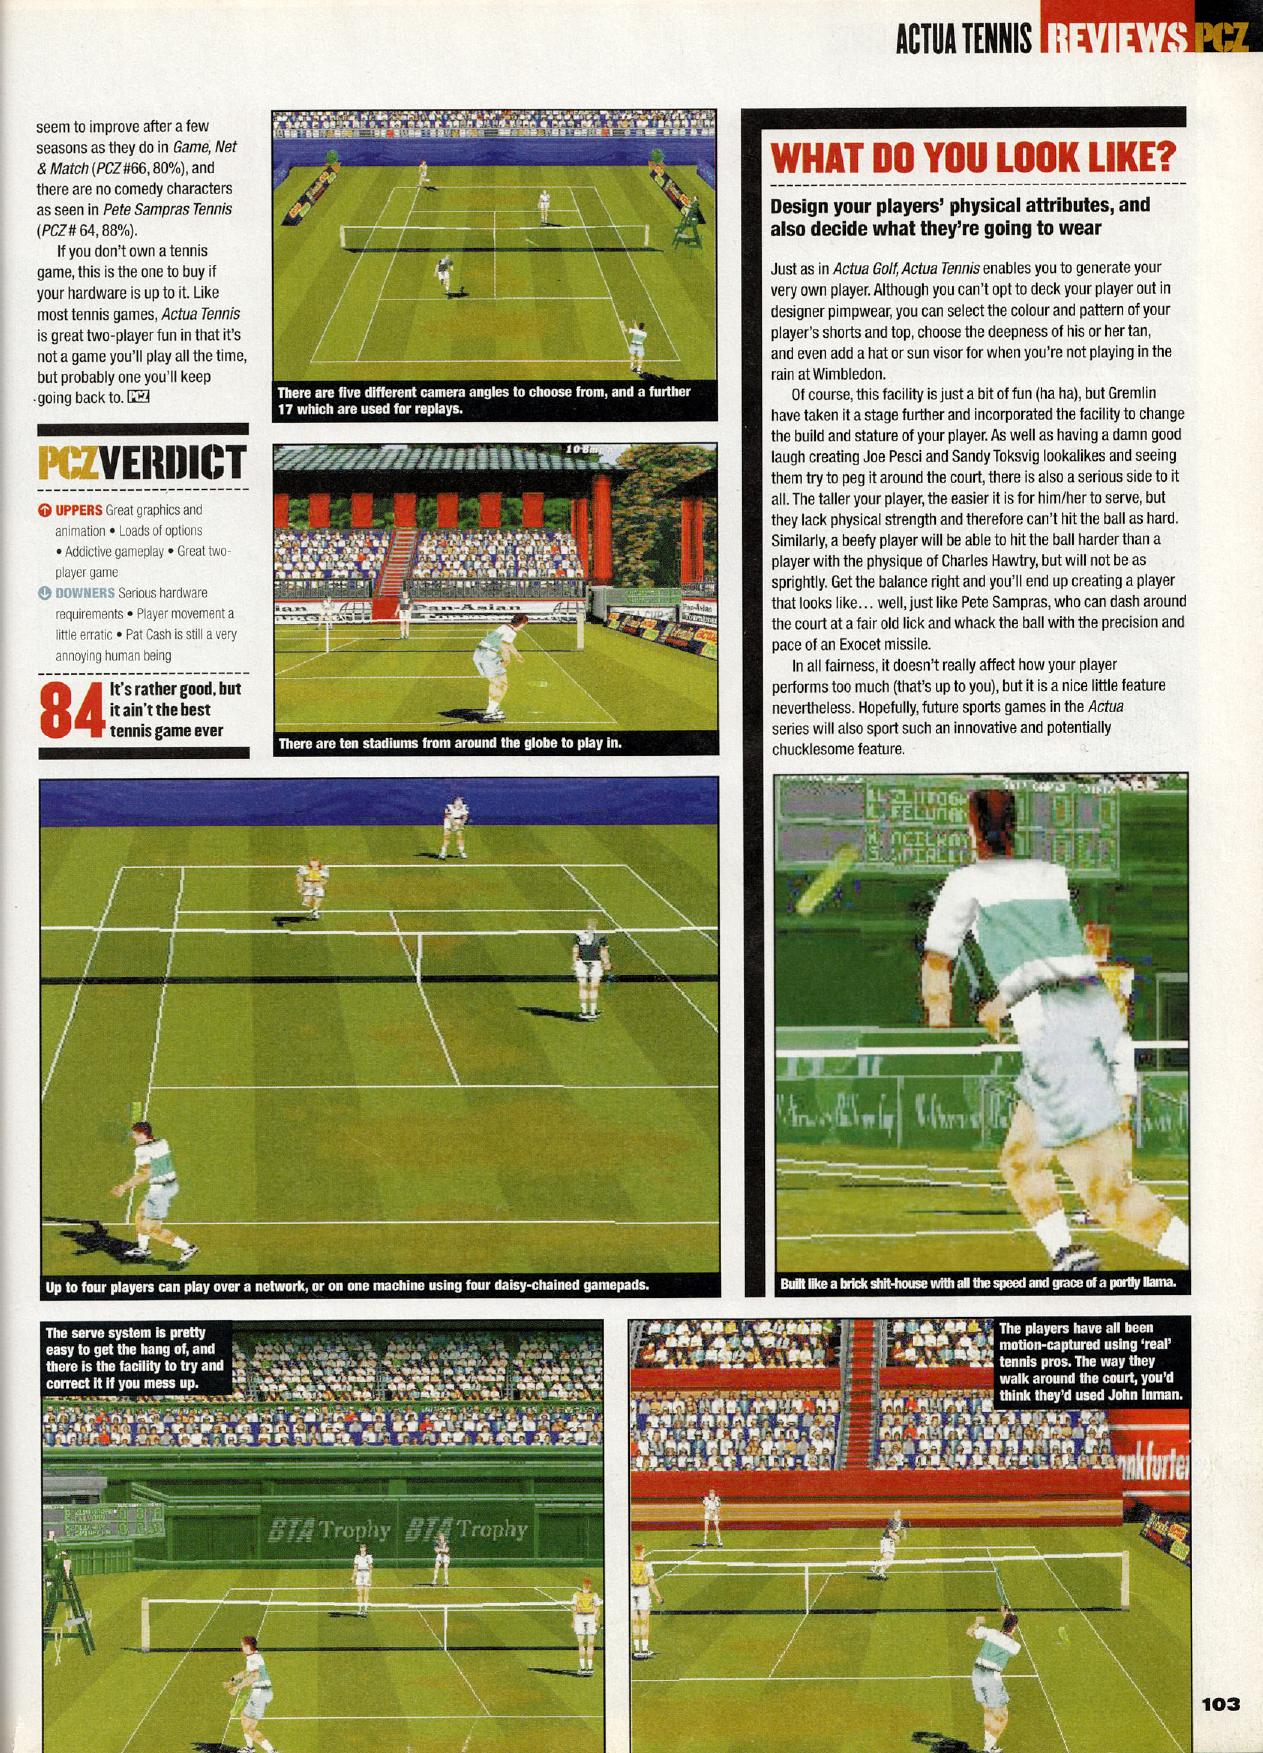 ACTUA TENNIS REVIEWS PCZ
seem to improve after a few
seasons as they do in Game, Net
& Match (PCZ #66, 80%), and
there are no comedy characters
as seen in Pete Sampras Tennis
(PCZ # 64, 88%).
If you don't own a tennis
game, this is the one to buy if
your hardware is up to it. Like
most tennis games, Actua Tennis
is great two-player fun in that it's
not a game you'll play all the time,
but probably one you'll keep
going back to. PCZ
PCZVERDICT
UPPERS Great graphics and
animation • Loads of options
• Addictive gameplay • Great two-
player game
DOWNERS Serious hardware
requirements • Player movement a
little erratic • Pat Cash is still a very
annoying human being
84
It's rather good, but
it ain't the best
tennis game ever
There are five different camera angles to choose from, and a further
17 which are used for replays.
Pan-Asian
Pan-Asian
There are ten stadiums from around the globe to play in.
Up to four players can play over a network, or on one machine using four daisy-chained gamepads.
WHAT DO YOU LOOK LIKE?
Design your players' physical attributes, and
also decide what they're going to wear
Just as in Actua Golf, Actua Tennis enables you to generate your
very own player. Although you can't opt to deck your player out in
designer pimpwear, you can select the colour and pattern of your
player's shorts and top, choose the deepness of his or her tan,
and even add a hat or sun visor for when you're not playing in the
rain at Wimbledon.
Of course, this facility is just a bit of fun (ha ha), but Gremlin
have taken it a stage further and incorporated the facility to change
the build and stature of your player. As well as having a damn good
laugh creating Joe Pesci and Sandy Toksvig lookalikes and seeing
them try to peg it around the court, there is also a serious side to it
all. The taller your player, the easier it is for him/her to serve, but
they lack physical strength and therefore can't hit the ball as hard.
Similarly, a beefy player will be able to hit the ball harder than a
player with the physique of Charles Hawtry, but will not be as
sprightly. Get the balance right and you'll end up creating a player
that looks like... well, just like Pete Sampras, who can dash around
the court at a fair old lick and whack the ball with the precision and
pace of an Exocet missile.
In all fairness, it doesn't really affect how your player
performs too much (that's up to you), but it is a nice little feature
nevertheless. Hopefully, future sports games in the Actua
series will also sport such an innovative and potentially
chucklesome feature.
Built like a brick shit-house with all the speed and grace of a portly llama.
The serve system is pretty
easy to get the hang of, and
there is the facility to try and
correct it if you mess up.
BTA Trophy BTA Trophy
The players have all been
motion-captured using 'real'
tennis pros. The way they
walk around the court, you'd
think they'd used John Inman.
nkfurter
103